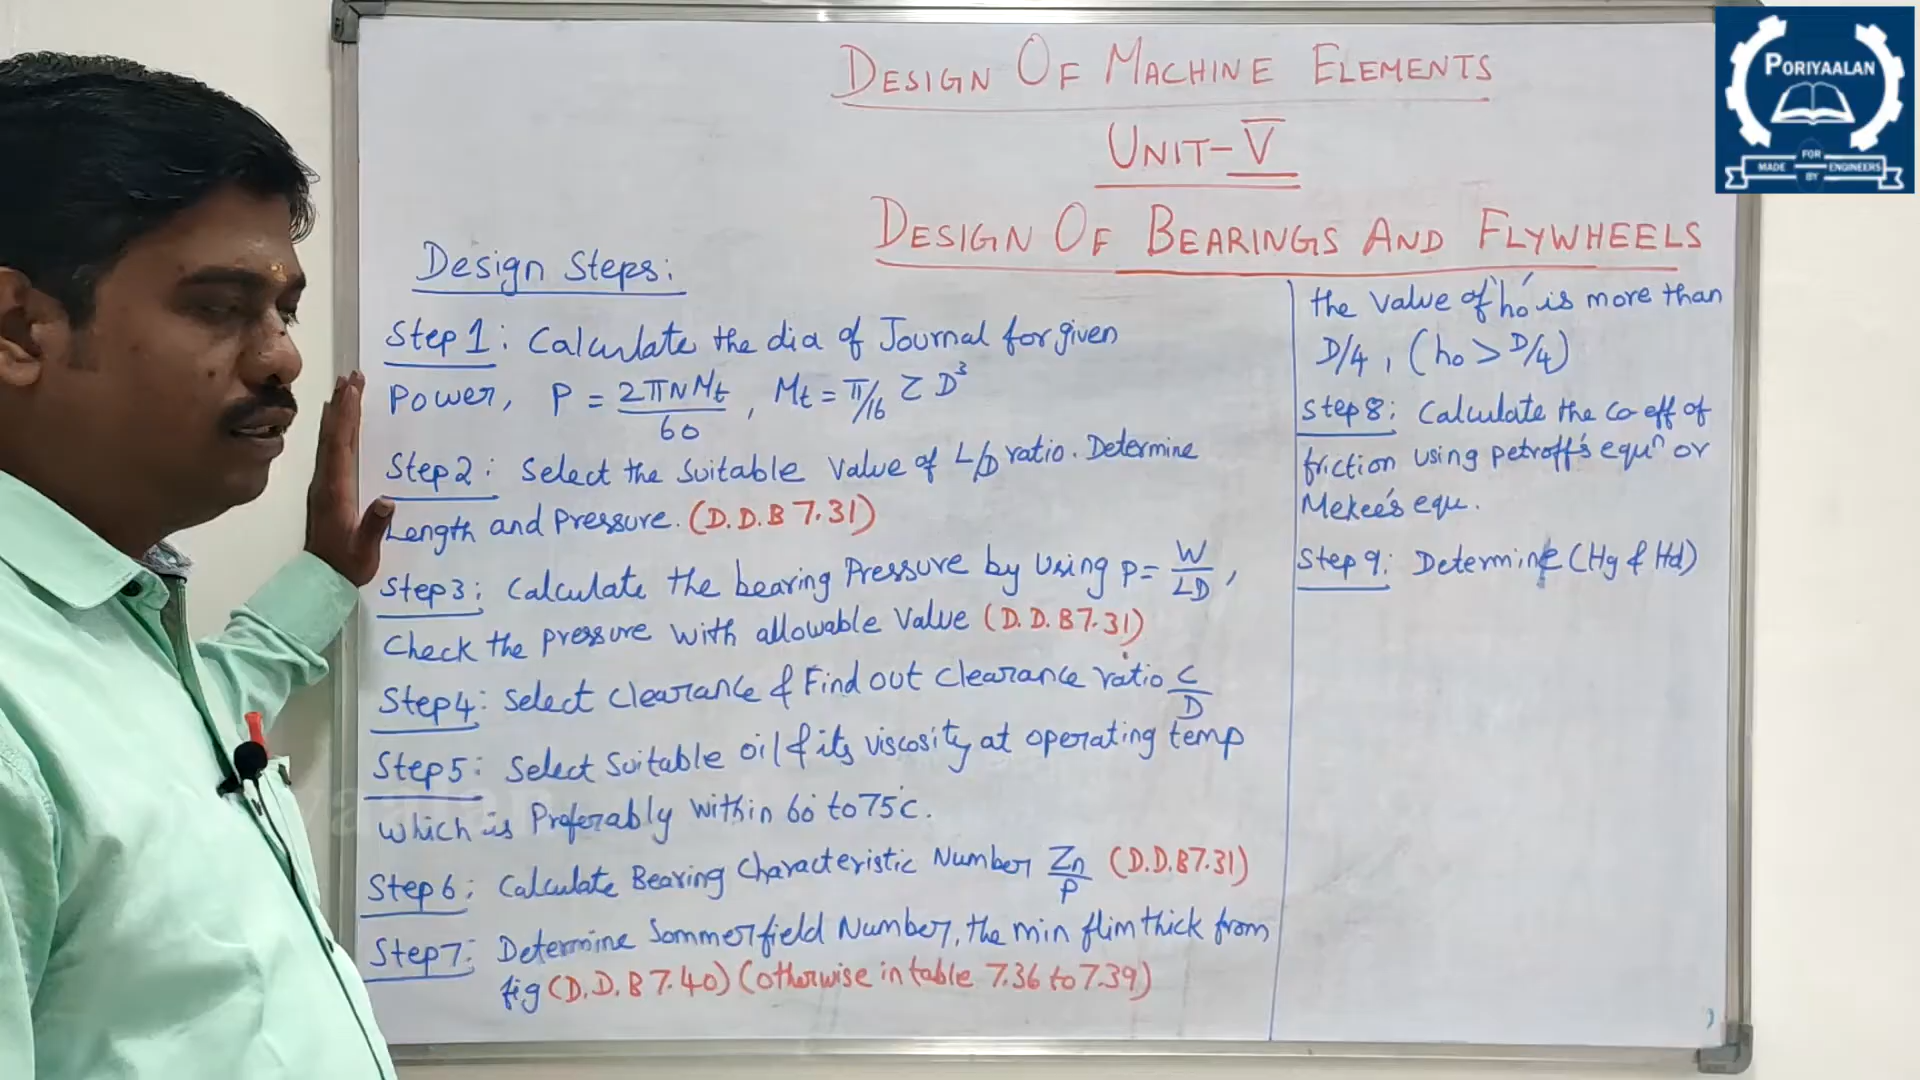 DESIGN OF MACHINE ELEMENTS
UNIT-V
DESIGN OF BEARINGS AND FLYWHEELS
Design Steps:
Step 1: Calculate the dia of Journal for given
Power, P = 2πNMt/60, Mt = π/16 τ D³
Step 2: Select the Suitable Value of L/D ratio. Determine
Length and Pressure. (D.D.B 7.31)
Step 3: Calculate the bearing Pressure by Using P = W/LD,
Check the pressure with allowable Value (D.D.B 7.31)
Step 4: Select Clearance & Find out Clearance ratio C/D
Step 5: Select Suitable oil & its viscosity at operating temp
which is Preferably within 60° to 75°c.
Step 6: Calculate Bearing Characteristic Number Zn/P (D.D.B 7.31)
Step 7: Determine Sommerfield Number, the min flim thick from
fig (D.D.B 7.40) (otherwise in table 7.36 to 7.39)
the Value of 'ho' is more than
D/4, (ho > D/4)
Step 8: Calculate the co-eff of
friction using petroff's equⁿ or
Mekee's equ.
Step 9: Determine (Hg & Hd)
PORIYAALAN
MADE FOR BY ENGINEERS